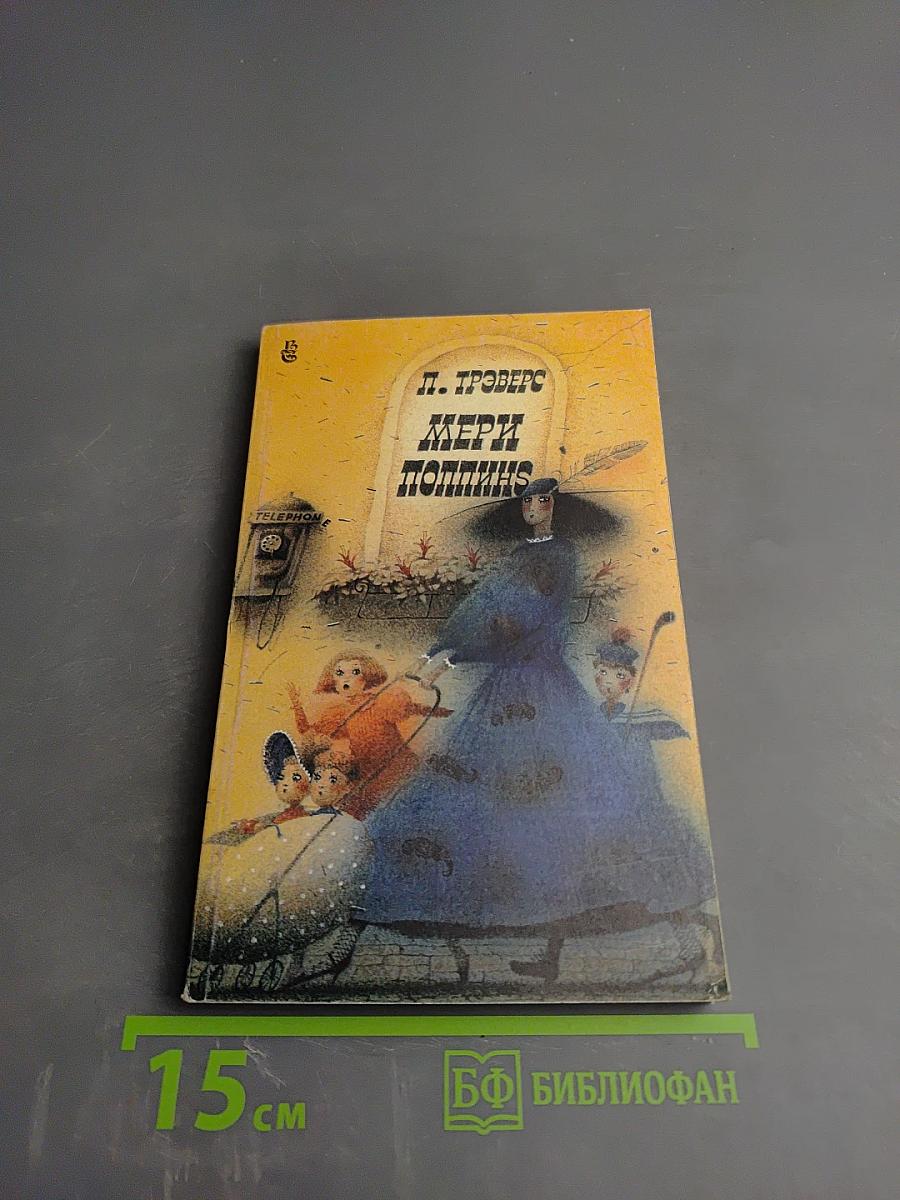 П. ТРЭВЕРС
МЕРИ
ПОППИНС
TELEPHONE
15 см
БФ БИБЛИОФАН